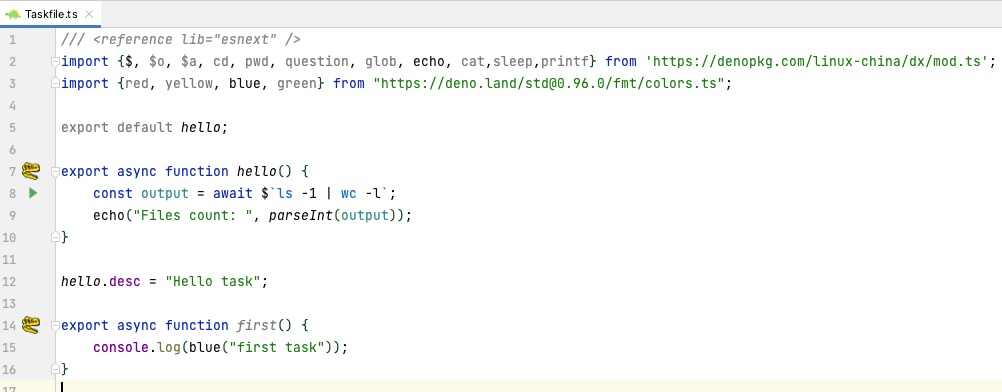 Taskfile.ts
1 /// <reference lib="esnext" />
2 import {$, $o, $a, cd, pwd, question, glob, echo, cat,sleep,printf} from 'https://denopkg.com/linux-china/dx/mod.ts';
3 import {red, yellow, blue, green} from "https://deno.land/std@0.96.0/fmt/colors.ts";
4
5 export default hello;
6
7 export async function hello() {
8     const output = await $`ls -1 | wc -l`;
9     echo("Files count: ", parseInt(output));
10 }
11
12 hello.desc = "Hello task";
13
14 export async function first() {
15     console.log(blue("first task"));
16 }
17